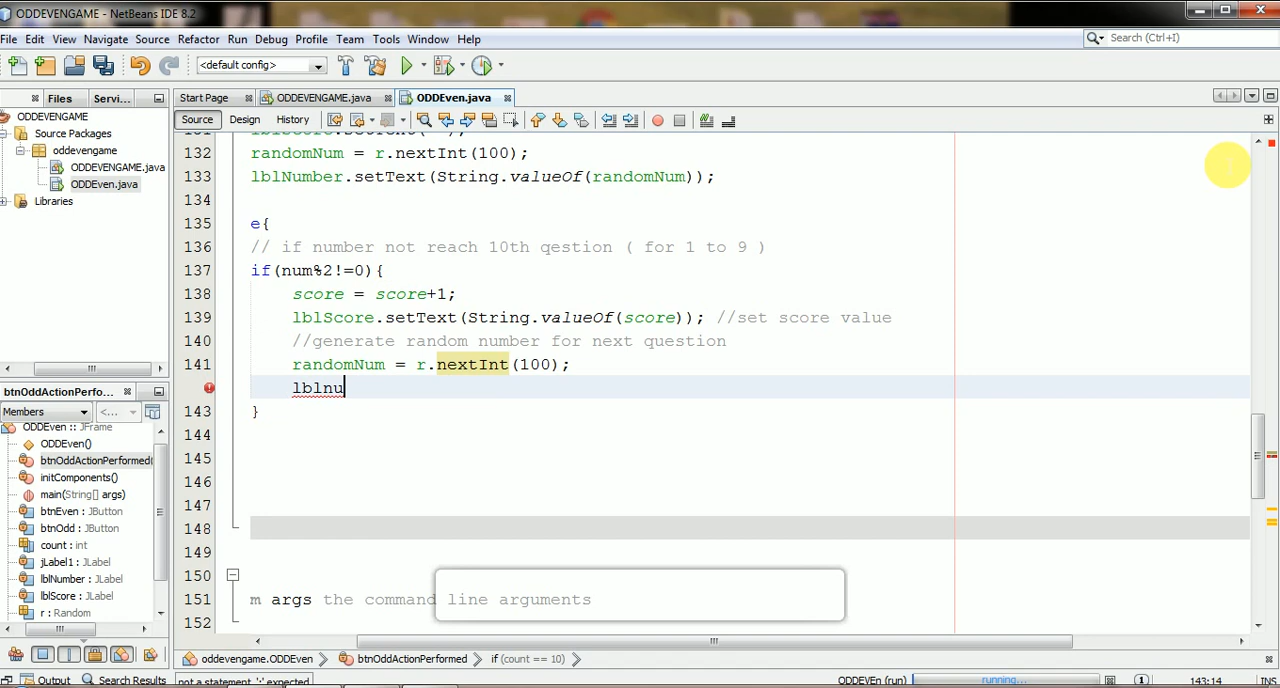 ODDEVENGAME - NetBeans IDE 8.2
File Edit View Navigate Source Refactor Run Debug Profile Team Tools Window Help
Search (Ctrl+I)
<default config>
Files Servi...
Start Page ODDEVENGAME.java ODDEven.java
Source Design History
ODDEVENGAME
Source Packages
oddevengame
ODDEVENGAME.java
ODDEven.java
Libraries
132 randomNum = r.nextInt(100);
133 lblNumber.setText(String.valueOf(randomNum));
134
135 e{
136 // if number not reach 10th qestion ( for 1 to 9 )
137 if(num%2!=0){
138 score = score+1;
139 lblScore.setText(String.valueOf(score)); //set score value
140 //generate random number for next question
141 randomNum = r.nextInt(100);
lblnu
143 }
144
145
146
147
148
149
150
151 m args the command line arguments
152
btnOddActionPerfo...
Members <...
ODDEven :: JFrame
ODDEven()
btnOddActionPerformed(
initComponents()
main(String[] args)
btnEven : JButton
btnOdd : JButton
count : int
jLabel1 : JLabel
lblNumber : JLabel
lblScore : JLabel
r : Random
oddevengame.ODDEven btnOddActionPerformed if (count == 10)
Output Search Results not a statement, ';' expected ODDEVEn (run) running... 1 143:14 INS